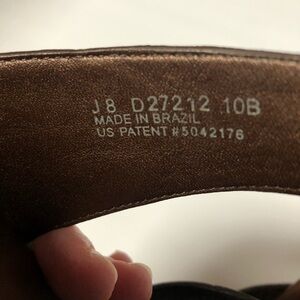 J8 D27212 10B
MADE IN BRAZIL
US PATENT #5042176